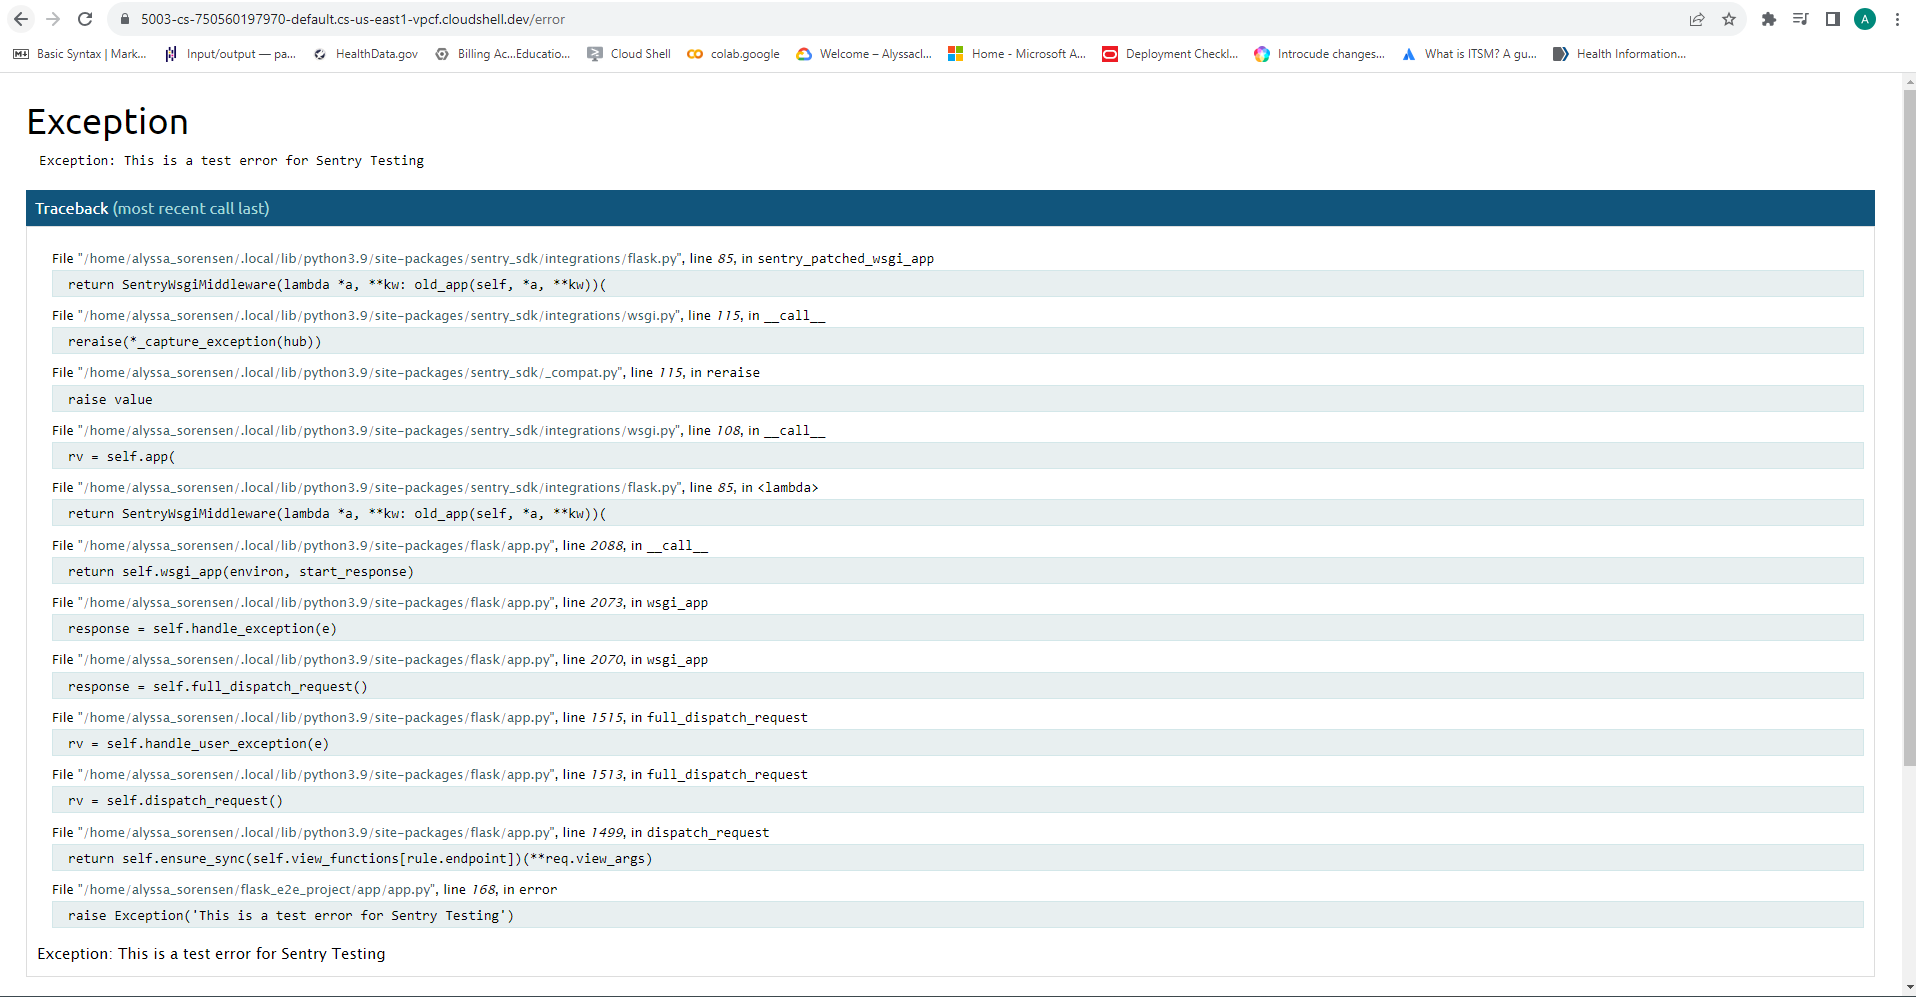 5003-cs-750560197970-default.cs-us-east1-vpcf.cloudshell.dev/error
A
Basic Syntax | Mark...
Input/output — pa...
HealthData.gov
Billing Ac...Educatio...
Cloud Shell
colab.google
Welcome – Alyssacl...
Home - Microsoft A...
Deployment Checkl...
Introcude changes...
What is ITSM? A gu...
Health Information...
Exception
Exception: This is a test error for Sentry Testing
Traceback (most recent call last)
File "/home/alyssa_sorensen/.local/lib/python3.9/site-packages/sentry_sdk/integrations/flask.py", line 85, in sentry_patched_wsgi_app
return SentryWsgiMiddleware(lambda *a, **kw: old_app(self, *a, **kw))(
File "/home/alyssa_sorensen/.local/lib/python3.9/site-packages/sentry_sdk/integrations/wsgi.py", line 115, in __call__
reraise(*_capture_exception(hub))
File "/home/alyssa_sorensen/.local/lib/python3.9/site-packages/sentry_sdk/_compat.py", line 115, in reraise
raise value
File "/home/alyssa_sorensen/.local/lib/python3.9/site-packages/sentry_sdk/integrations/wsgi.py", line 108, in __call__
rv = self.app(
File "/home/alyssa_sorensen/.local/lib/python3.9/site-packages/sentry_sdk/integrations/flask.py", line 85, in <lambda>
return SentryWsgiMiddleware(lambda *a, **kw: old_app(self, *a, **kw))(
File "/home/alyssa_sorensen/.local/lib/python3.9/site-packages/flask/app.py", line 2088, in __call__
return self.wsgi_app(environ, start_response)
File "/home/alyssa_sorensen/.local/lib/python3.9/site-packages/flask/app.py", line 2073, in wsgi_app
response = self.handle_exception(e)
File "/home/alyssa_sorensen/.local/lib/python3.9/site-packages/flask/app.py", line 2070, in wsgi_app
response = self.full_dispatch_request()
File "/home/alyssa_sorensen/.local/lib/python3.9/site-packages/flask/app.py", line 1515, in full_dispatch_request
rv = self.handle_user_exception(e)
File "/home/alyssa_sorensen/.local/lib/python3.9/site-packages/flask/app.py", line 1513, in full_dispatch_request
rv = self.dispatch_request()
File "/home/alyssa_sorensen/.local/lib/python3.9/site-packages/flask/app.py", line 1499, in dispatch_request
return self.ensure_sync(self.view_functions[rule.endpoint])(**req.view_args)
File "/home/alyssa_sorensen/flask_e2e_project/app/app.py", line 168, in error
raise Exception('This is a test error for Sentry Testing')
Exception: This is a test error for Sentry Testing